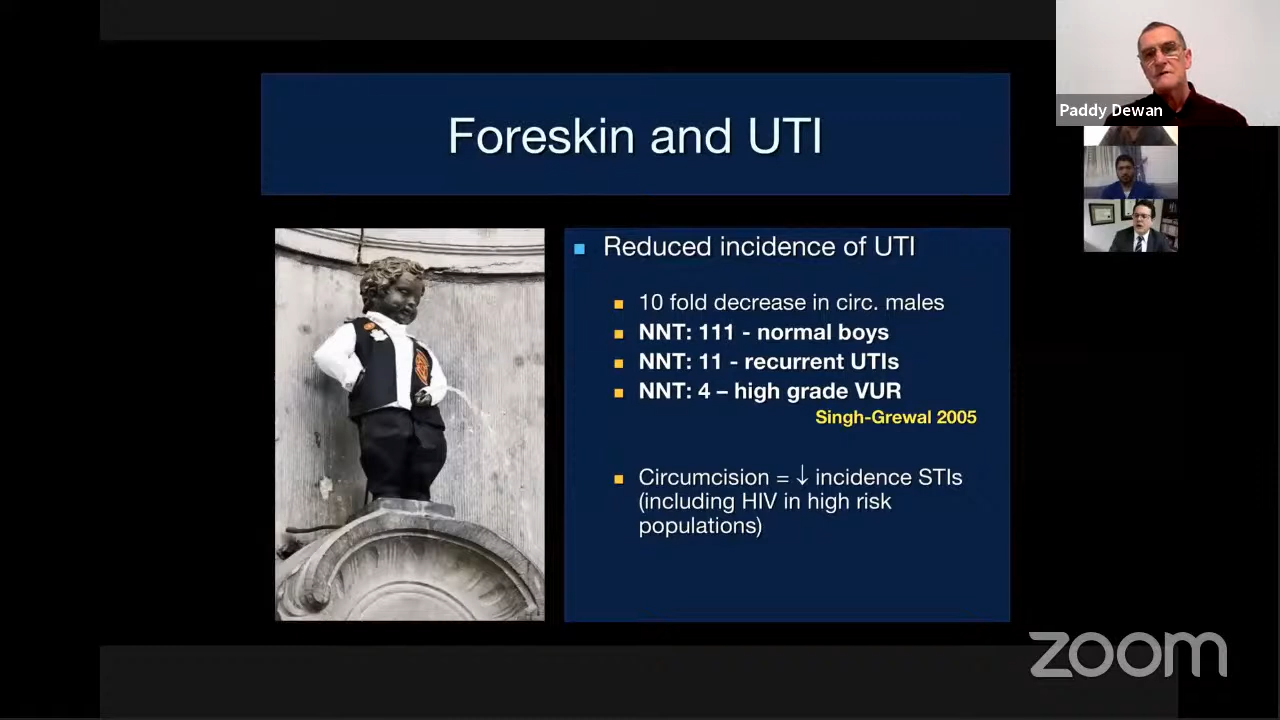 Foreskin and UTI
Reduced incidence of UTI
10 fold decrease in circ. males
NNT: 111 - normal boys
NNT: 11 - recurrent UTIs
NNT: 4 – high grade VUR
Singh-Grewal 2005
Circumcision = ↓ incidence STIs
(including HIV in high risk
populations)
Paddy Dewan
zoom